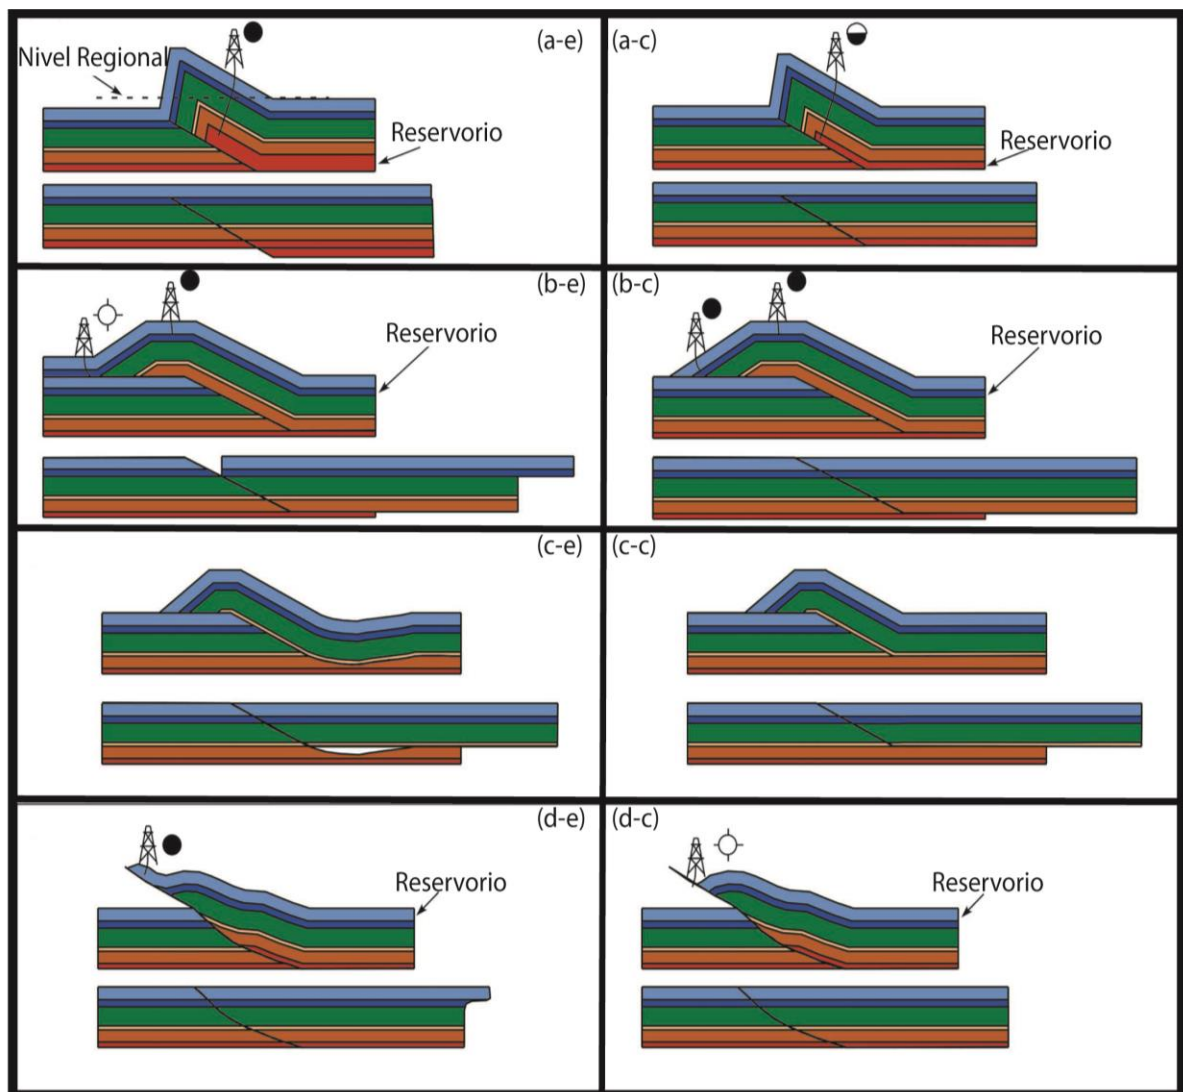 (a-e)
Nivel Regional
Reservorio
(a-c)
Reservorio
(b-e)
Reservorio
(b-c)
Reservorio
(c-e)
(c-c)
(d-e)
Reservorio
(d-c)
Reservorio